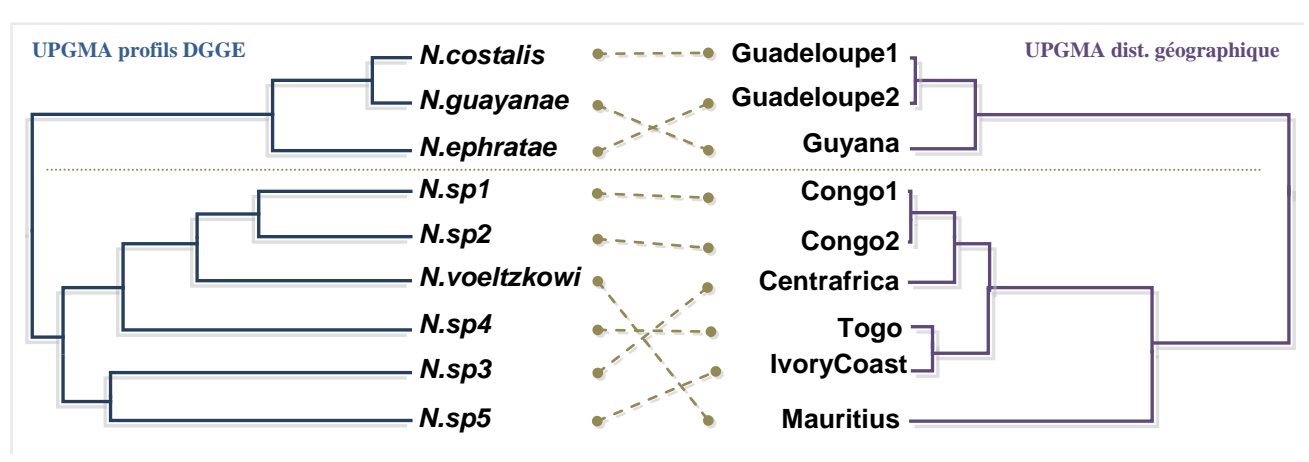 UPGMA profils DGGE
UPGMA dist. géographique
N.costalis Guadeloupe1
N.guayanae Guadeloupe2
N.ephratae Guyana
N.sp1 Congo1
N.sp2 Congo2
N.voeltzkowi Centrafrica
N.sp4 Togo
N.sp3 IvoryCoast
N.sp5 Mauritius